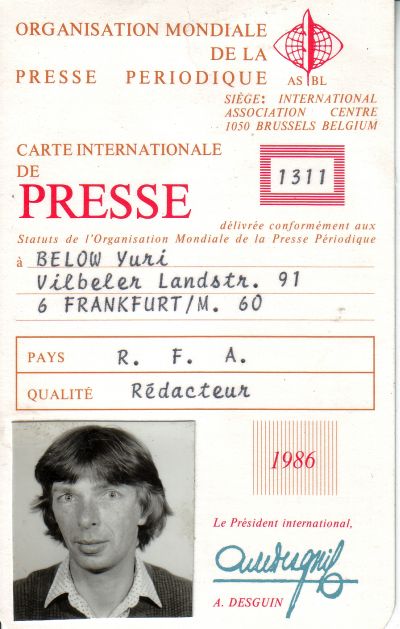 ORGANISATION MONDIALE
DE LA
PRESSE PERIODIQUE
AS BL
SIÈGE: INTERNATIONAL
ASSOCIATION CENTRE
1050 BRUSSELS BELGIUM
CARTE INTERNATIONALE
DE
PRESSE
1311
délivrée conformément aux
Statuts de l'Organisation Mondiale de la Presse Périodique
à BELOW Yuri
Vilbeler Landstr. 91
6 FRANKFURT/M. 60
PAYS R. F. A.
QUALITÉ Rédacteur
1986
Le Président international,
A. DESGUIN